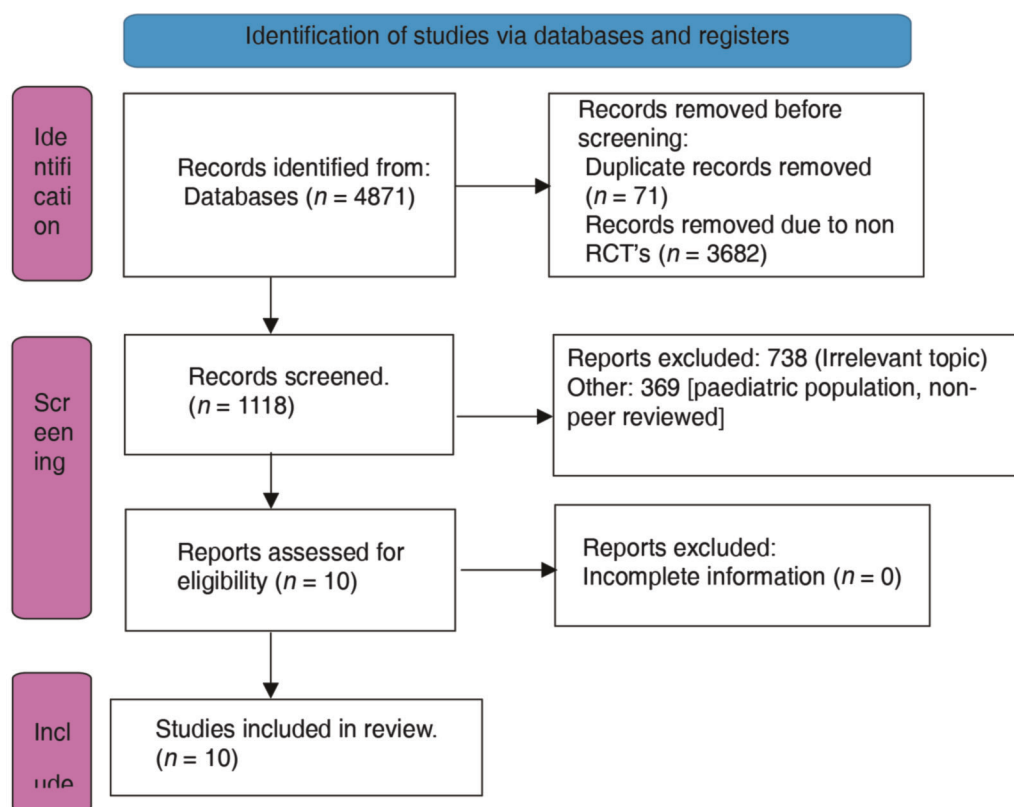 Identification of studies via databases and registers
Ide
ntifi
cati
on
Records identified from:
Databases (n = 4871)
Records removed before
screening:
Duplicate records removed
(n = 71)
Records removed due to non
RCT's (n = 3682)
Scr
een
ing
Records screened.
(n = 1118)
Reports excluded: 738 (Irrelevant topic)
Other: 369 [paediatric population, non-
peer reviewed]
Reports assessed for
eligibility (n = 10)
Reports excluded:
Incomplete information (n = 0)
Incl
ude
Studies included in review.
(n = 10)